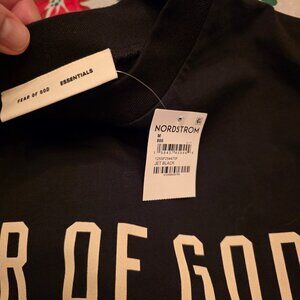 FEAR OF GOD ESSENTIALS
NORDSTROM
M
JET BLACK
R OF GOD